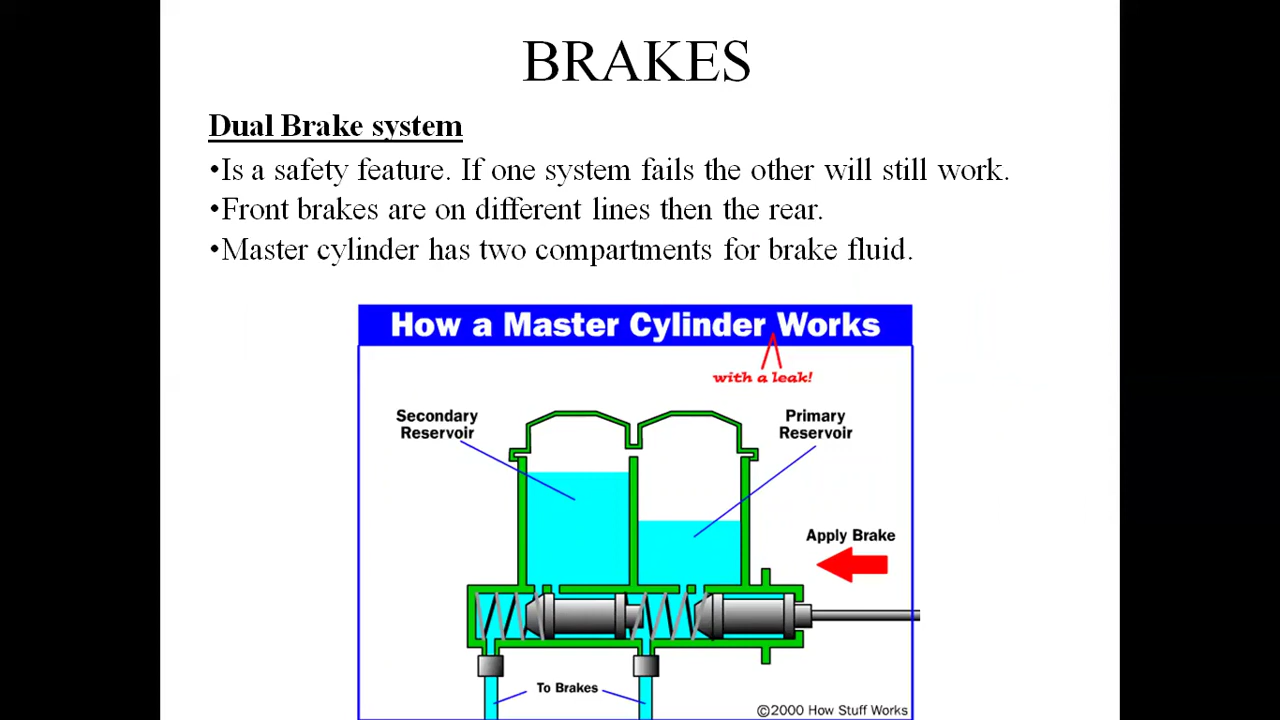 BRAKES
Dual Brake system
•Is a safety feature. If one system fails the other will still work.
•Front brakes are on different lines then the rear.
•Master cylinder has two compartments for brake fluid.
How a Master Cylinder Works
with a leak!
Secondary
Reservoir
Primary
Reservoir
Apply Brake
To Brakes
©2000 How Stuff Works